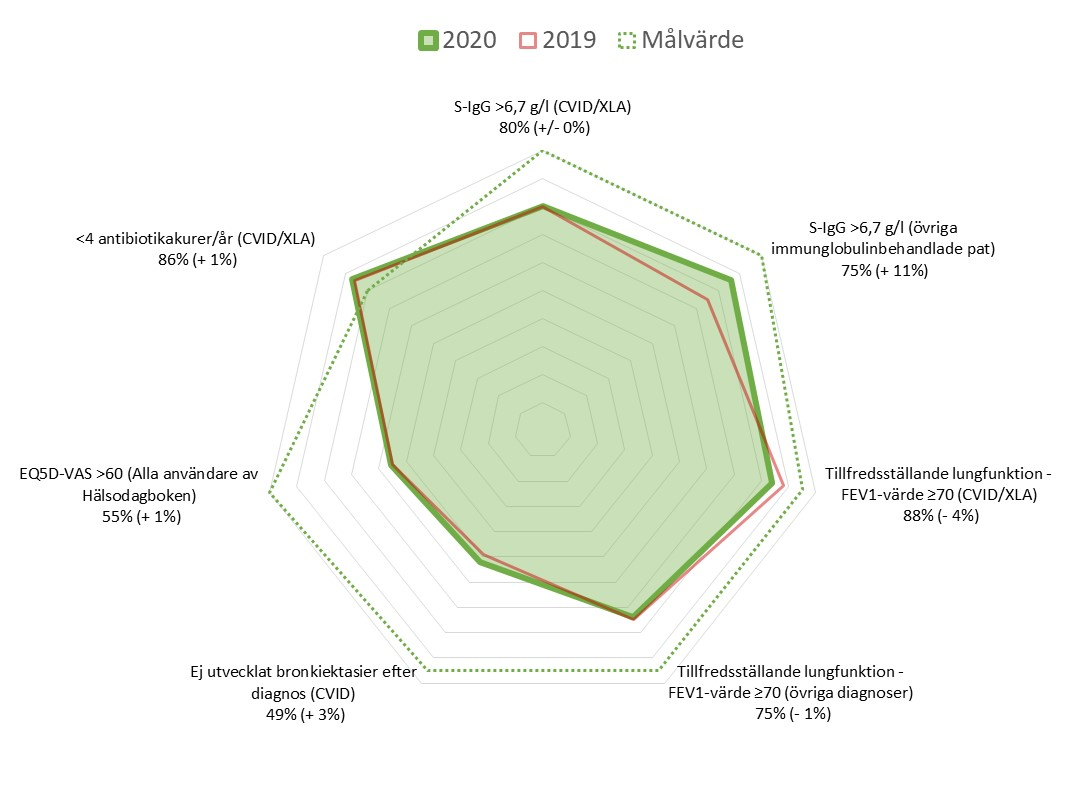 2020 2019 Målvärde
S-IgG >6,7 g/l (CVID/XLA)
80% (+/- 0%)
S-IgG >6,7 g/l (övriga
immunglobulinbehandlade pat)
75% (+ 11%)
Tillfredsställande lungfunktion -
FEV1-värde ≥70 (CVID/XLA)
88% (- 4%)
Tillfredsställande lungfunktion -
FEV1-värde ≥70 (övriga diagnoser)
75% (- 1%)
Ej utvecklat bronkiektasier efter
diagnos (CVID)
49% (+ 3%)
EQ5D-VAS >60 (Alla användare av
Hälsodagboken)
55% (+ 1%)
<4 antibiotikakurer/år (CVID/XLA)
86% (+ 1%)